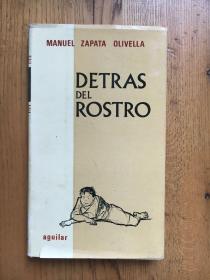 MANUEL ZAPATA OLIVELLA
DETRAS
DEL
ROSTRO
aguilar